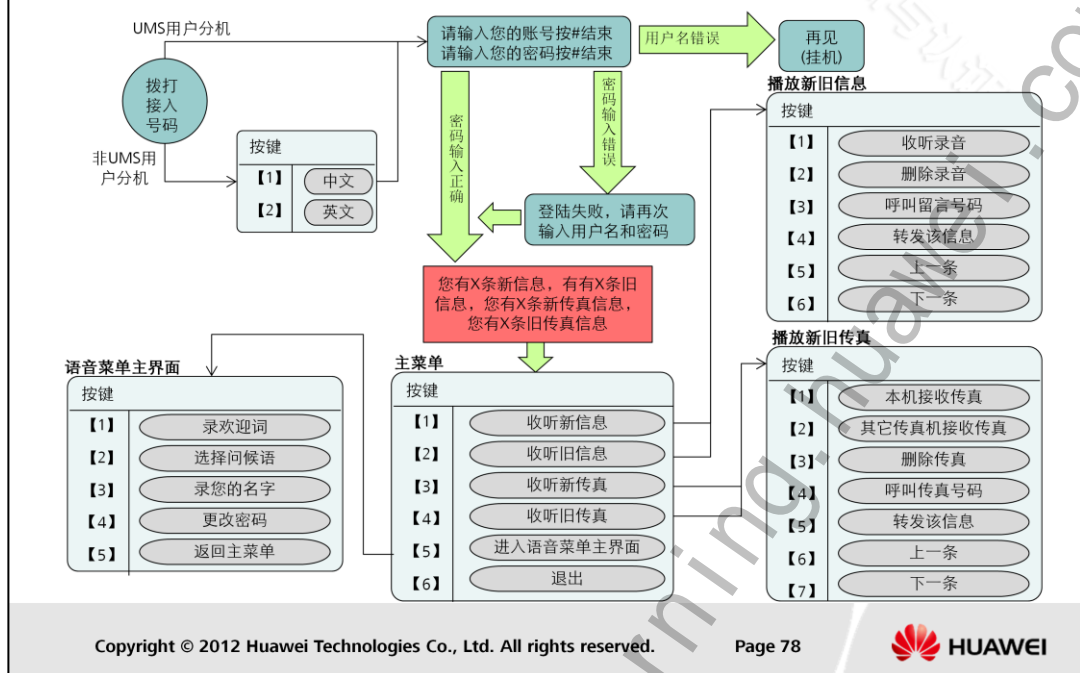 UMS用户分机
拨打
接入
号码
非UMS用
户分机
按键
【1】 中文
【2】 英文
请输入您的账号按#结束
请输入您的密码按#结束
用户名错误
再见
(挂机)
密码输入正确
密码输入错误
登陆失败，请再次
输入用户名和密码
您有X条新信息，有有X条旧
信息，您有X条新传真信息，
您有X条旧传真信息
播放新旧信息
按键
【1】 收听录音
【2】 删除录音
【3】 呼叫留言号码
【4】 转发该信息
【5】 上一条
【6】 下一条
语音菜单主界面
按键
【1】 录欢迎词
【2】 选择问候语
【3】 录您的名字
【4】 更改密码
【5】 返回主菜单
主菜单
按键
【1】 收听新信息
【2】 收听旧信息
【3】 收听新传真
【4】 收听旧传真
【5】 进入语音菜单主界面
【6】 退出
播放新旧传真
按键
【1】 本机接收传真
【2】 其它传真机接收传真
【3】 删除传真
【4】 呼叫传真号码
【5】 转发该信息
【6】 上一条
【7】 下一条
Copyright © 2012 Huawei Technologies Co., Ltd. All rights reserved.
Page 78
HUAWEI
rning.huawei.co